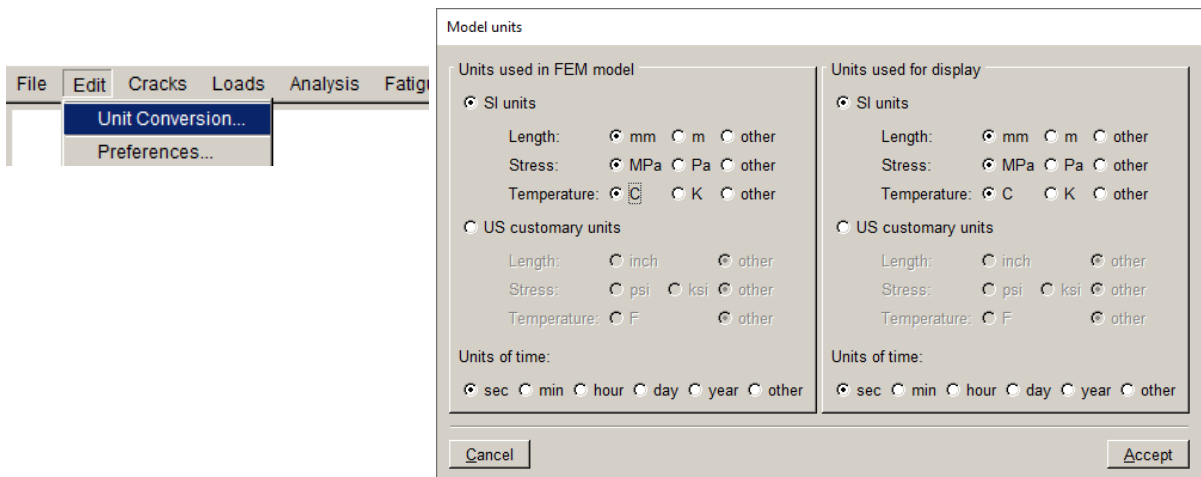 File Edit Cracks Loads Analysis Fatigu
Unit Conversion...
Preferences...
Model units
Units used in FEM model
SI units
Length: mm m other
Stress: MPa Pa other
Temperature: C K other
US customary units
Length: inch other
Stress: psi ksi other
Temperature: F other
Units of time:
sec min hour day year other
Units used for display
SI units
Length: mm m other
Stress: MPa Pa other
Temperature: C K other
US customary units
Length: inch other
Stress: psi ksi other
Temperature: F other
Units of time:
sec min hour day year other
Cancel
Accept